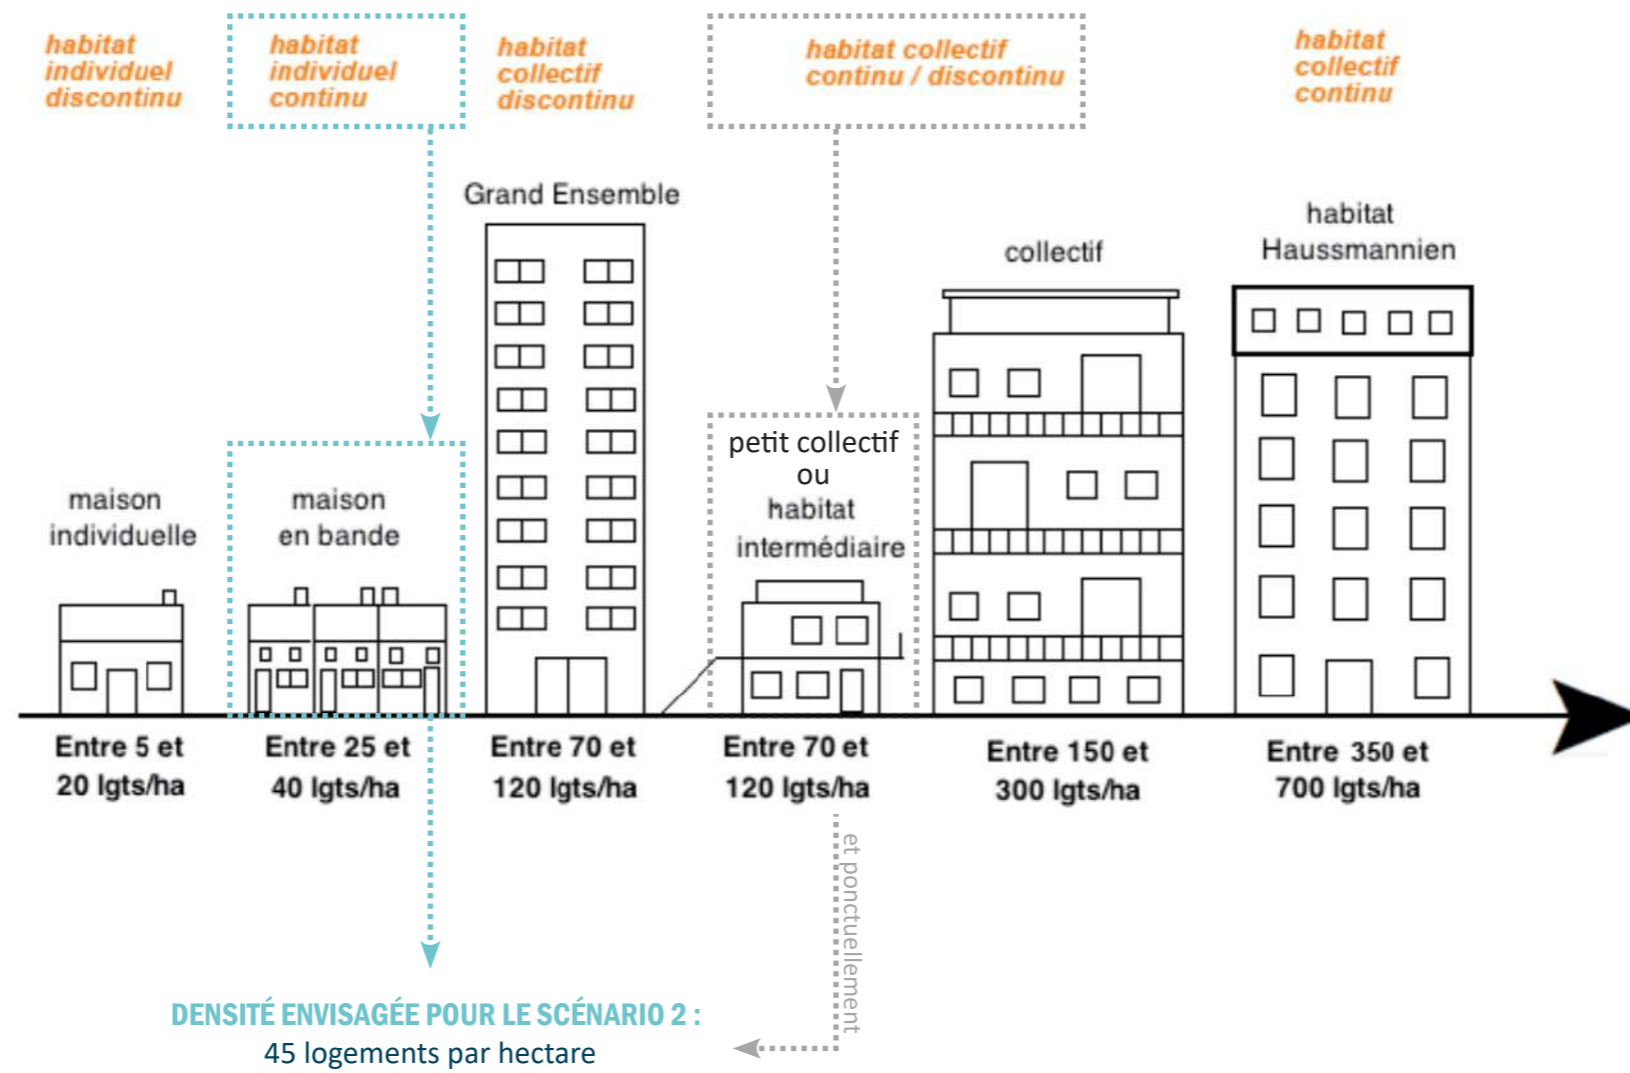 habitat
individuel
discontinu
habitat
individuel
continu
habitat
collectif
discontinu
habitat collectif
continu / discontinu
habitat
collectif
continu
Grand Ensemble
collectif
habitat
Haussmannien
maison
individuelle
maison
en bande
petit collectif
ou
habitat
intermédiaire
Entre 5 et
20 lgts/ha
Entre 25 et
40 lgts/ha
Entre 70 et
120 lgts/ha
Entre 70 et
120 lgts/ha
Entre 150 et
300 lgts/ha
Entre 350 et
700 lgts/ha
et ponctuellement
DENSITÉ ENVISAGÉE POUR LE SCÉNARIO 2 :
45 logements par hectare